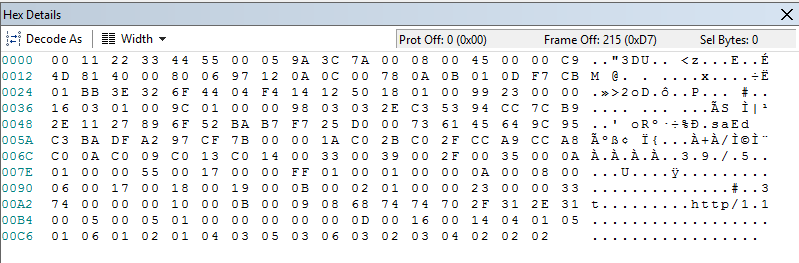 Hex Details
Decode As Width Prot Off: 0 (0x00) Frame Off: 215 (0xD7) Sel Bytes: 0
0000 00 11 22 33 44 55 00 05 9A 3C 7A 00 08 00 45 00 00 C9 .."3DU.. <z...E..É
0012 4D 81 40 00 80 06 97 12 0A 0C 00 78 0A 0B 01 0D F7 CB M @. . ....x....÷Ë
0024 01 BB 3E 32 6F 44 04 F4 14 12 50 18 01 00 99 23 00 00 .»>2oD.ô..P... #..
0036 16 03 01 00 9C 01 00 00 98 03 03 2E C3 53 94 CC 7C B9 .... ... ...ÃS Ì|¹
0048 2E 11 27 89 6F 52 BA B7 F7 25 D0 00 73 61 45 64 9C 95 ..' oRº·÷%Ð.saEd
005A C3 BA DF A2 97 CF 7B 00 00 1A C0 2B C0 2F CC A9 CC A8 Ãºß¢ Ï{...À+À/Ì©Ì¨
006C C0 0A C0 09 C0 13 C0 14 00 33 00 39 00 2F 00 35 00 0A À.À.À.À..3.9./.5..
007E 01 00 00 55 00 17 00 00 FF 01 00 01 00 00 0A 00 08 00 ...U....ÿ.........
0090 06 00 17 00 18 00 19 00 0B 00 02 01 00 00 23 00 00 33 ..............#..3
00A2 74 00 00 00 10 00 0B 00 09 08 68 74 74 70 2F 31 2E 31 t.........http/1.1
00B4 00 05 00 05 01 00 00 00 00 00 0D 00 16 00 14 04 01 05 ..................
00C6 01 06 01 02 01 04 03 05 03 06 03 02 03 04 02 02 02 .................